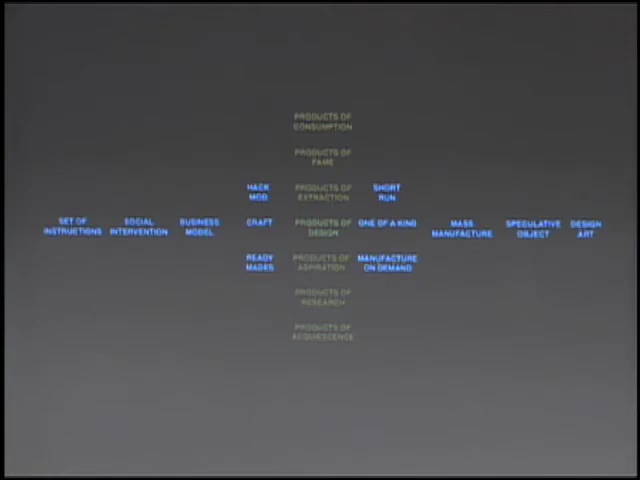 PRODUCTS OF
CONSUMPTION
PRODUCTS OF
FAME
HACK
MOD
PRODUCTS OF
EXTRACTION
SHORT
RUN
SET OF
INSTRUCTIONS
SOCIAL
INTERVENTION
BUSINESS
MODEL
CRAFT
PRODUCTS OF
DESIGN
ONE OF A KING
MASS
MANUFACTURE
SPECULATIVE
OBJECT
DESIGN
ART
READY
MADES
PRODUCTS OF
ASPIRATION
MANUFACTURE
ON DEMAND
PRODUCTS OF
RESEARCH
PRODUCTS OF
ACQUIESCENCE